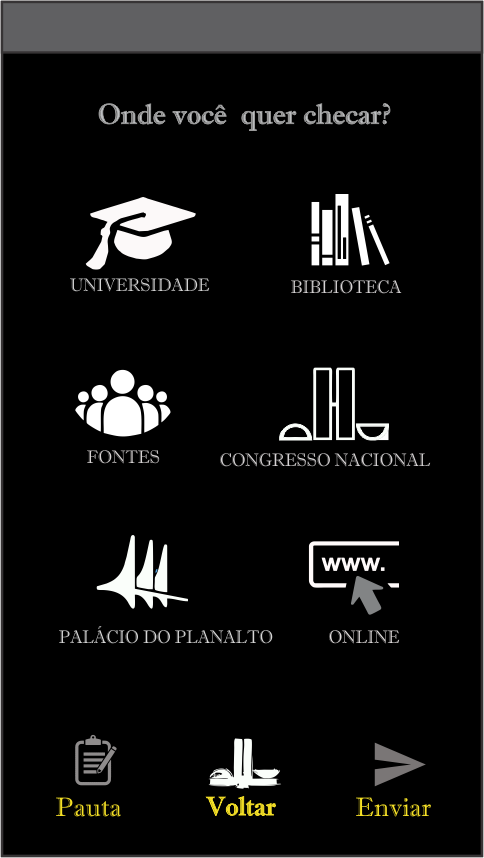 Onde você quer checar?
UNIVERSIDADE
BIBLIOTECA
FONTES
CONGRESSO NACIONAL
www.
PALÁCIO DO PLANALTO
ONLINE
Pauta
Voltar
Enviar